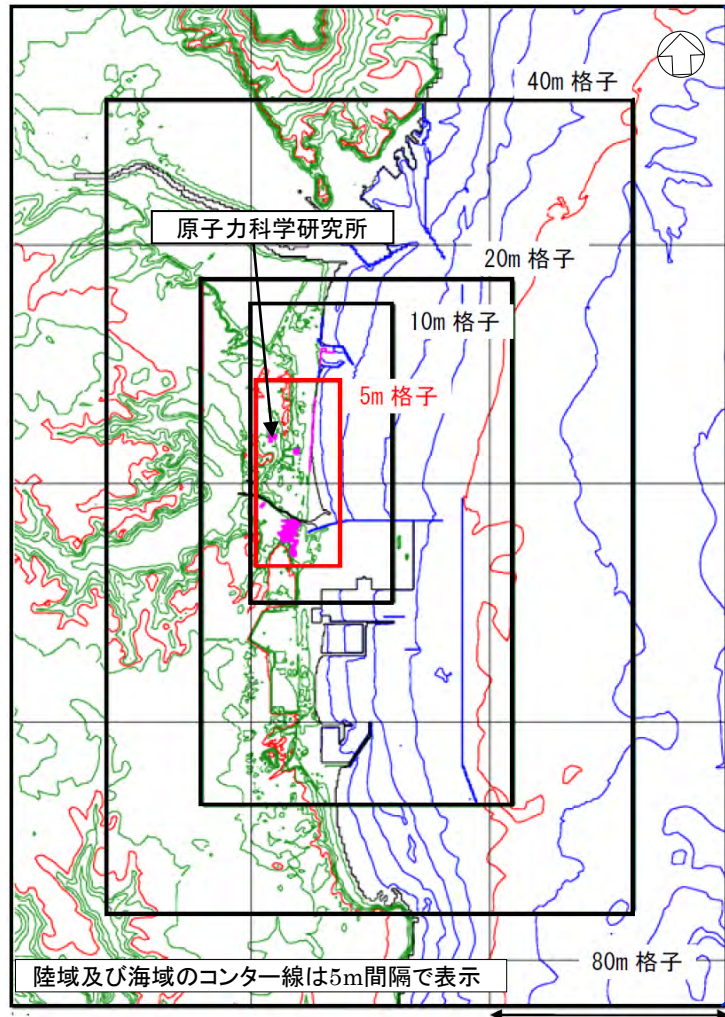 40m 格子
原子力科学研究所
20m 格子
10m 格子
5m 格子
80m 格子
陸域及び海域のコンター線は5m間隔で表示